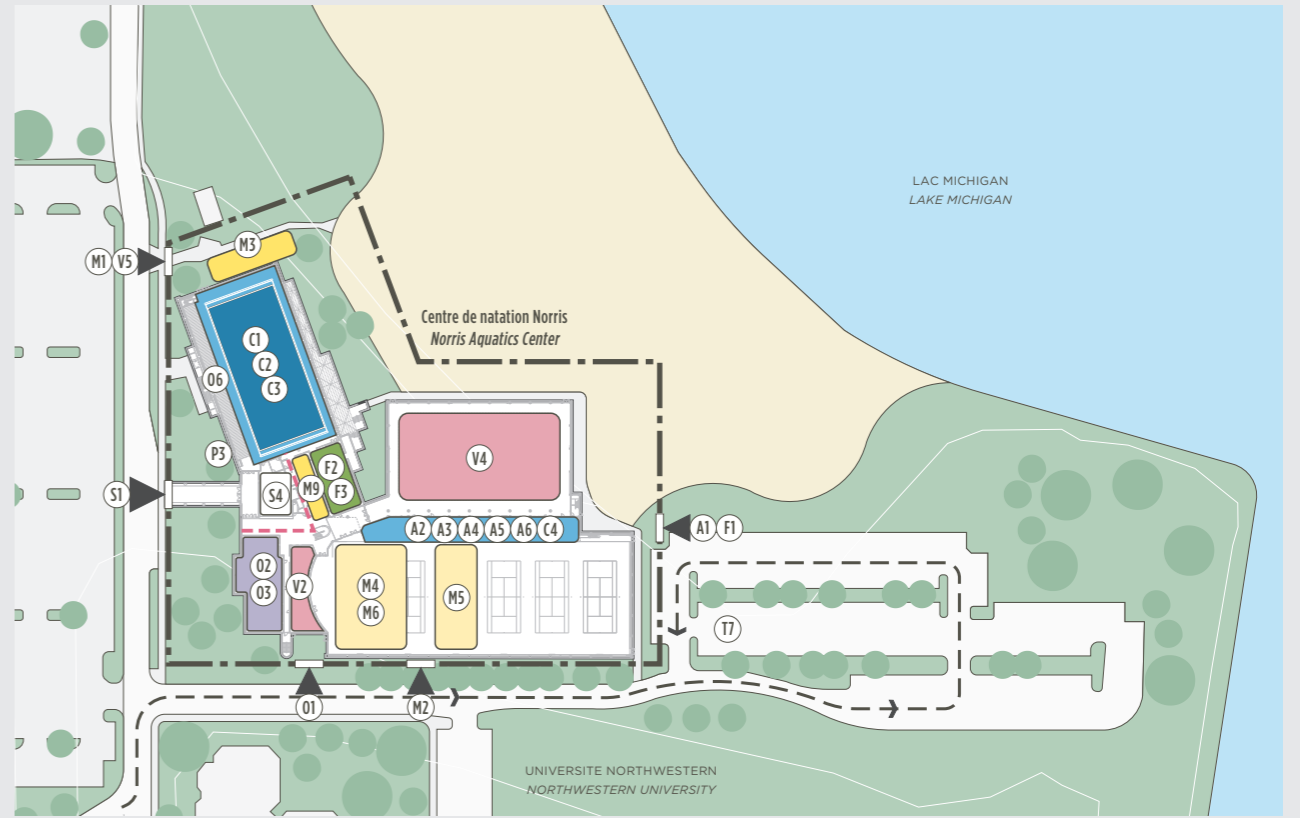 LAC MICHIGAN
LAKE MICHIGAN
M3
M1 V5
Centre de natation Norris
Norris Aquatics Center
C1
C2
C3
O6
P3
V4
F2
F3
M9
S4
S1
A2 A3 A4 A5 A6 C4
A1 F1
O2
O3
V2
M4
M6
M5
T7
O1
M2
UNIVERSITE NORTHWESTERN
NORTHWESTERN UNIVERSITY